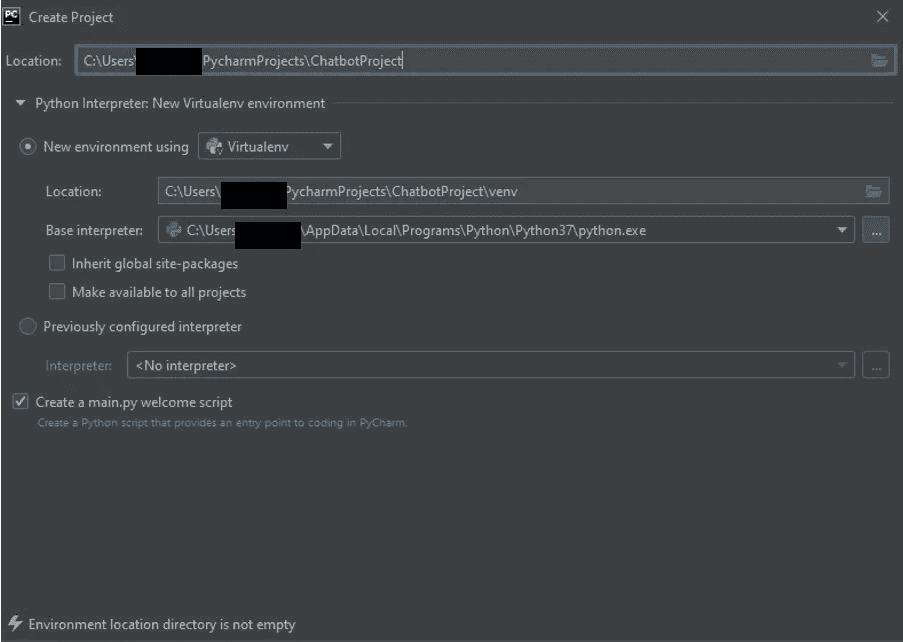 PC Create Project
Location: C:\Users\ PycharmProjects\ChatbotProject
Python Interpreter: New Virtualenv environment
New environment using Virtualenv
Location: C:\Users\ PycharmProjects\ChatbotProject\venv
Base interpreter: C:\Users \AppData\Local\Programs\Python\Python37\python.exe ...
Inherit global site-packages
Make available to all projects
Previously configured interpreter
Interpreter: <No interpreter> ...
Create a main.py welcome script
Create a Python script that provides an entry point to coding in PyCharm.
Environment location directory is not empty